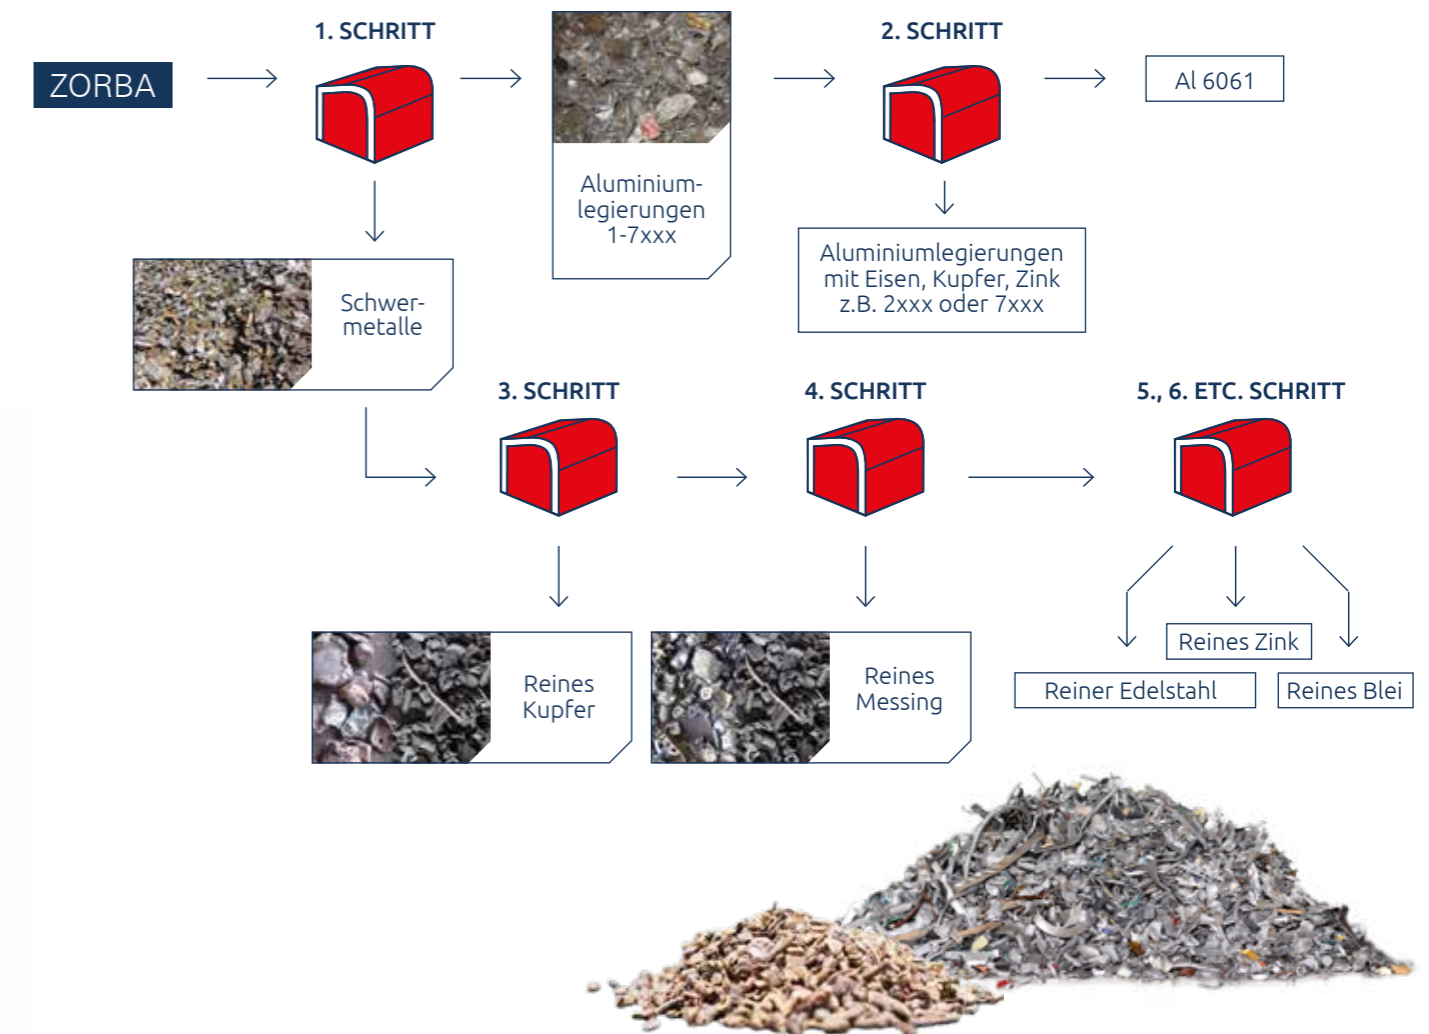 1. SCHRITT
2. SCHRITT
ZORBA
Al 6061
Aluminium-
legierungen
1-7xxx
Aluminiumlegierungen
mit Eisen, Kupfer, Zink
z.B. 2xxx oder 7xxx
Schwer-
metalle
3. SCHRITT
4. SCHRITT
5., 6. ETC. SCHRITT
Reines
Kupfer
Reines
Messing
Reines Zink
Reiner Edelstahl
Reines Blei